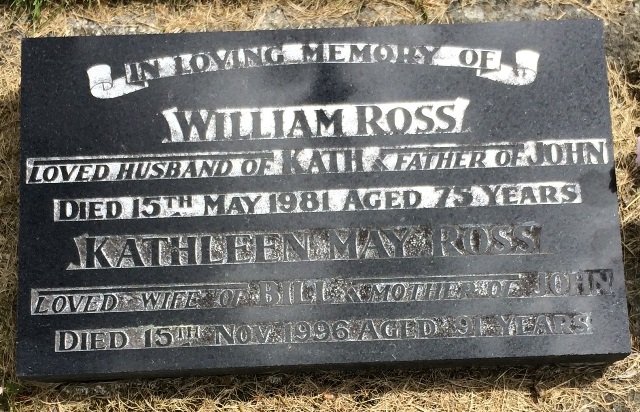 IN LOVING MEMORY OF
WILLIAM ROSS
LOVED HUSBAND OF KATH & FATHER OF JOHN
DIED 15TH MAY 1981 AGED 75 YEARS
KATHLEEN MAY ROSS
LOVED WIFE OF BILL & MOTHER OF JOHN
DIED 15TH NOV 1996 AGED 91 YEARS